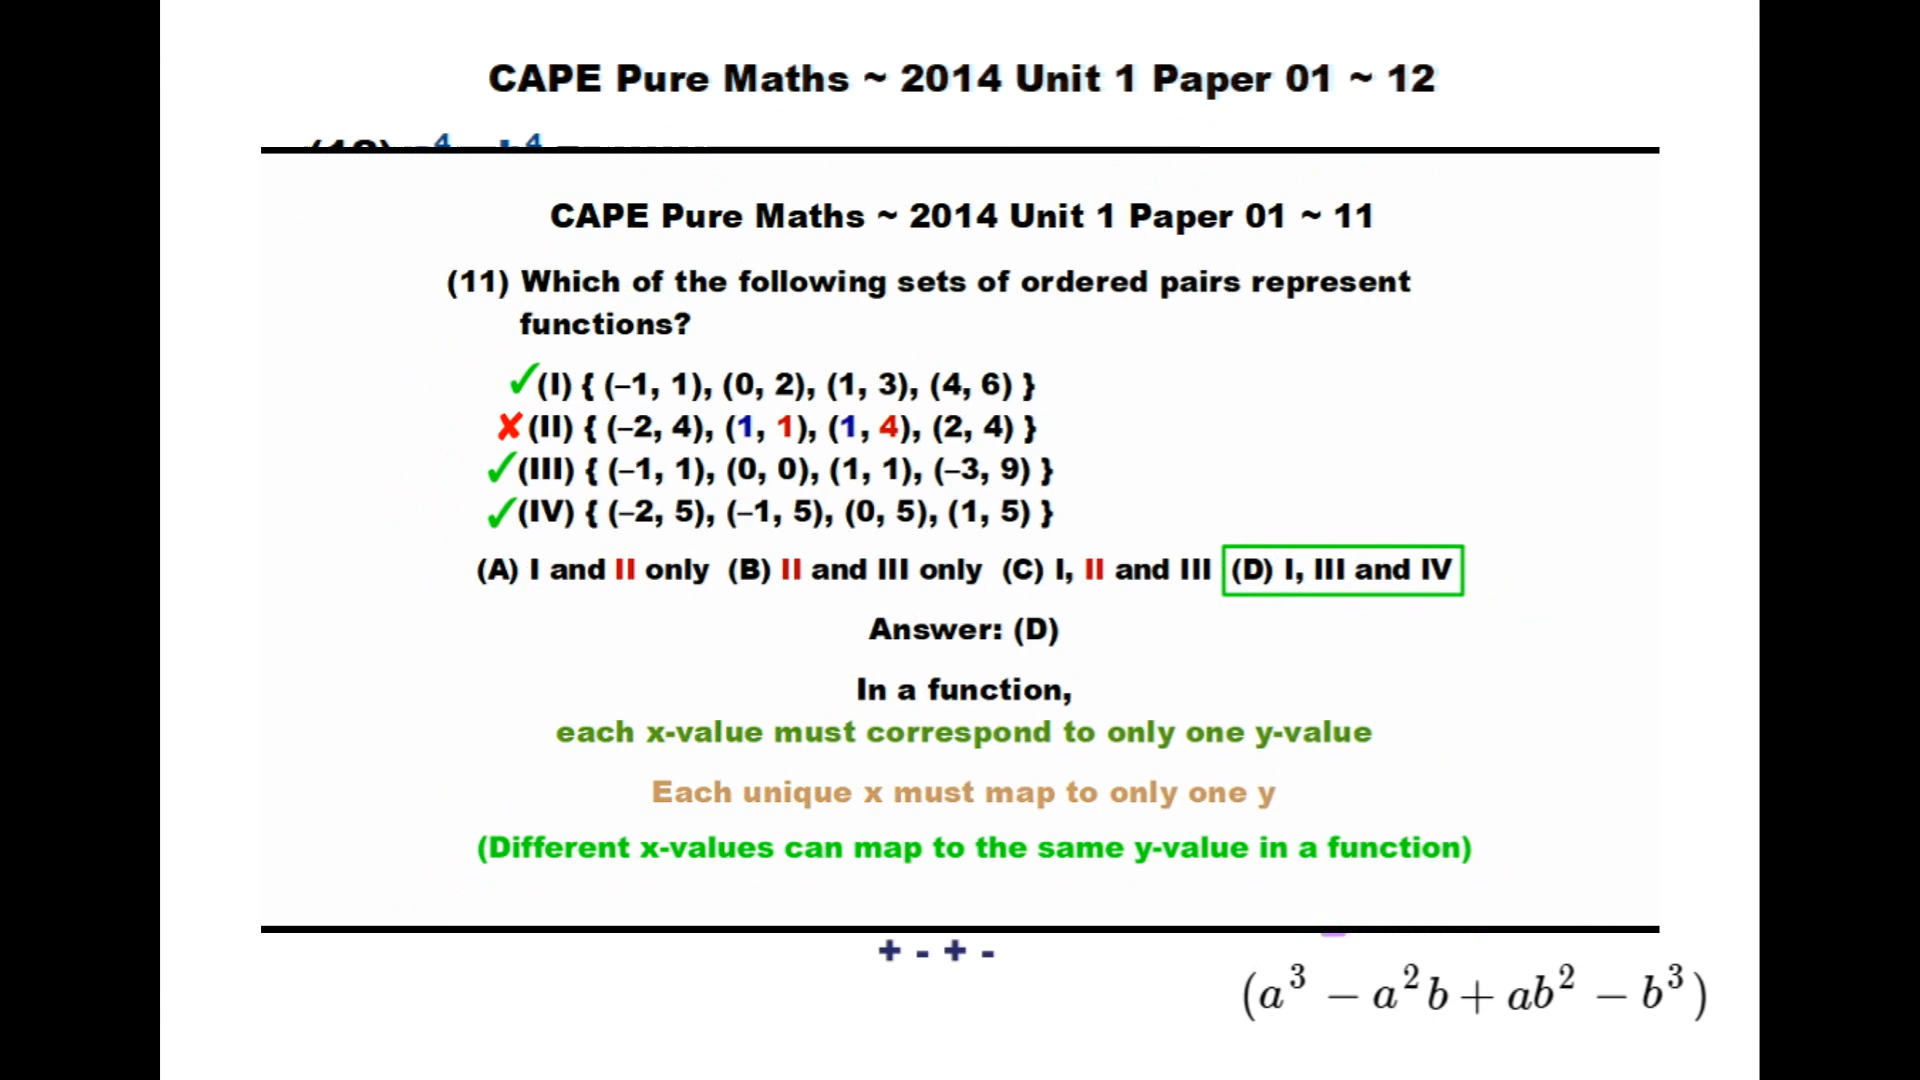 CAPE Pure Maths ~ 2014 Unit 1 Paper 01 ~ 12
CAPE Pure Maths ~ 2014 Unit 1 Paper 01 ~ 11
(11) Which of the following sets of ordered pairs represent
functions?
✓(I) { (–1, 1), (0, 2), (1, 3), (4, 6) }
✘(II) { (–2, 4), (1, 1), (1, 4), (2, 4) }
✓(III) { (–1, 1), (0, 0), (1, 1), (–3, 9) }
✓(IV) { (–2, 5), (–1, 5), (0, 5), (1, 5) }
(A) I and II only (B) II and III only (C) I, II and III (D) I, III and IV
Answer: (D)
In a function,
each x-value must correspond to only one y-value
Each unique x must map to only one y
(Different x-values can map to the same y-value in a function)
+ - + -
(a³ − a²b + ab² − b³)